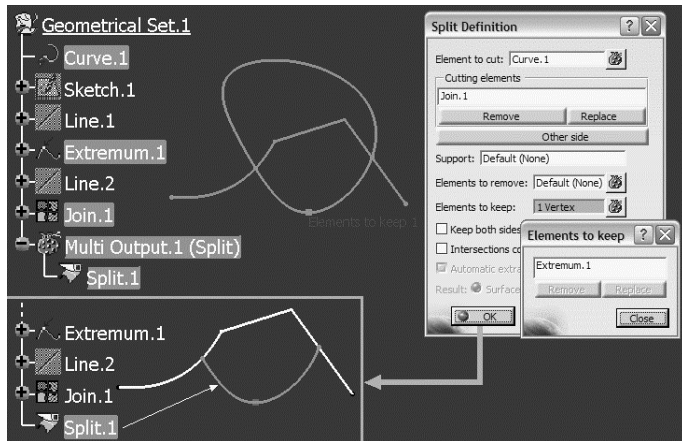 Geometrical Set.1
Curve.1
Sketch.1
Line.1
Extremum.1
Line.2
Join.1
Multi Output.1 (Split)
Split.1
Elements to keep 1
Split Definition
Element to cut: Curve.1
Cutting elements
Join.1
Remove Replace
Other side
Support: Default (None)
Elements to remove: Default (None)
Elements to keep: 1 Vertex
Keep both sides
Intersections co
Automatic extra
Result: Surface
OK
Elements to keep
Extremum.1
Remove Replace
Close
Extremum.1
Line.2
Join.1
Split.1